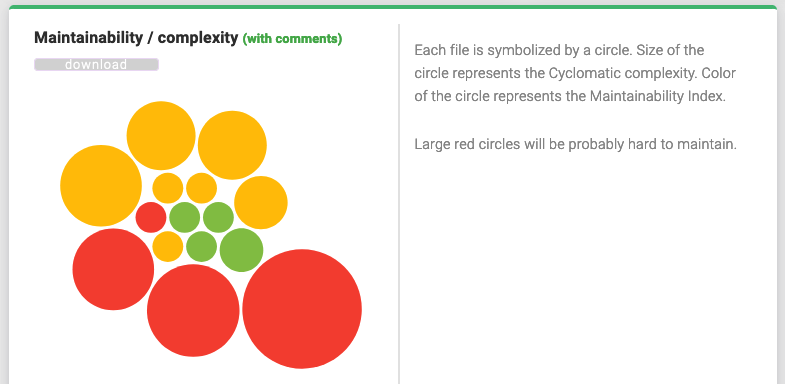 Maintainability / complexity (with comments)
download
Each file is symbolized by a circle. Size of the
circle represents the Cyclomatic complexity. Color
of the circle represents the Maintainability Index.
Large red circles will be probably hard to maintain.